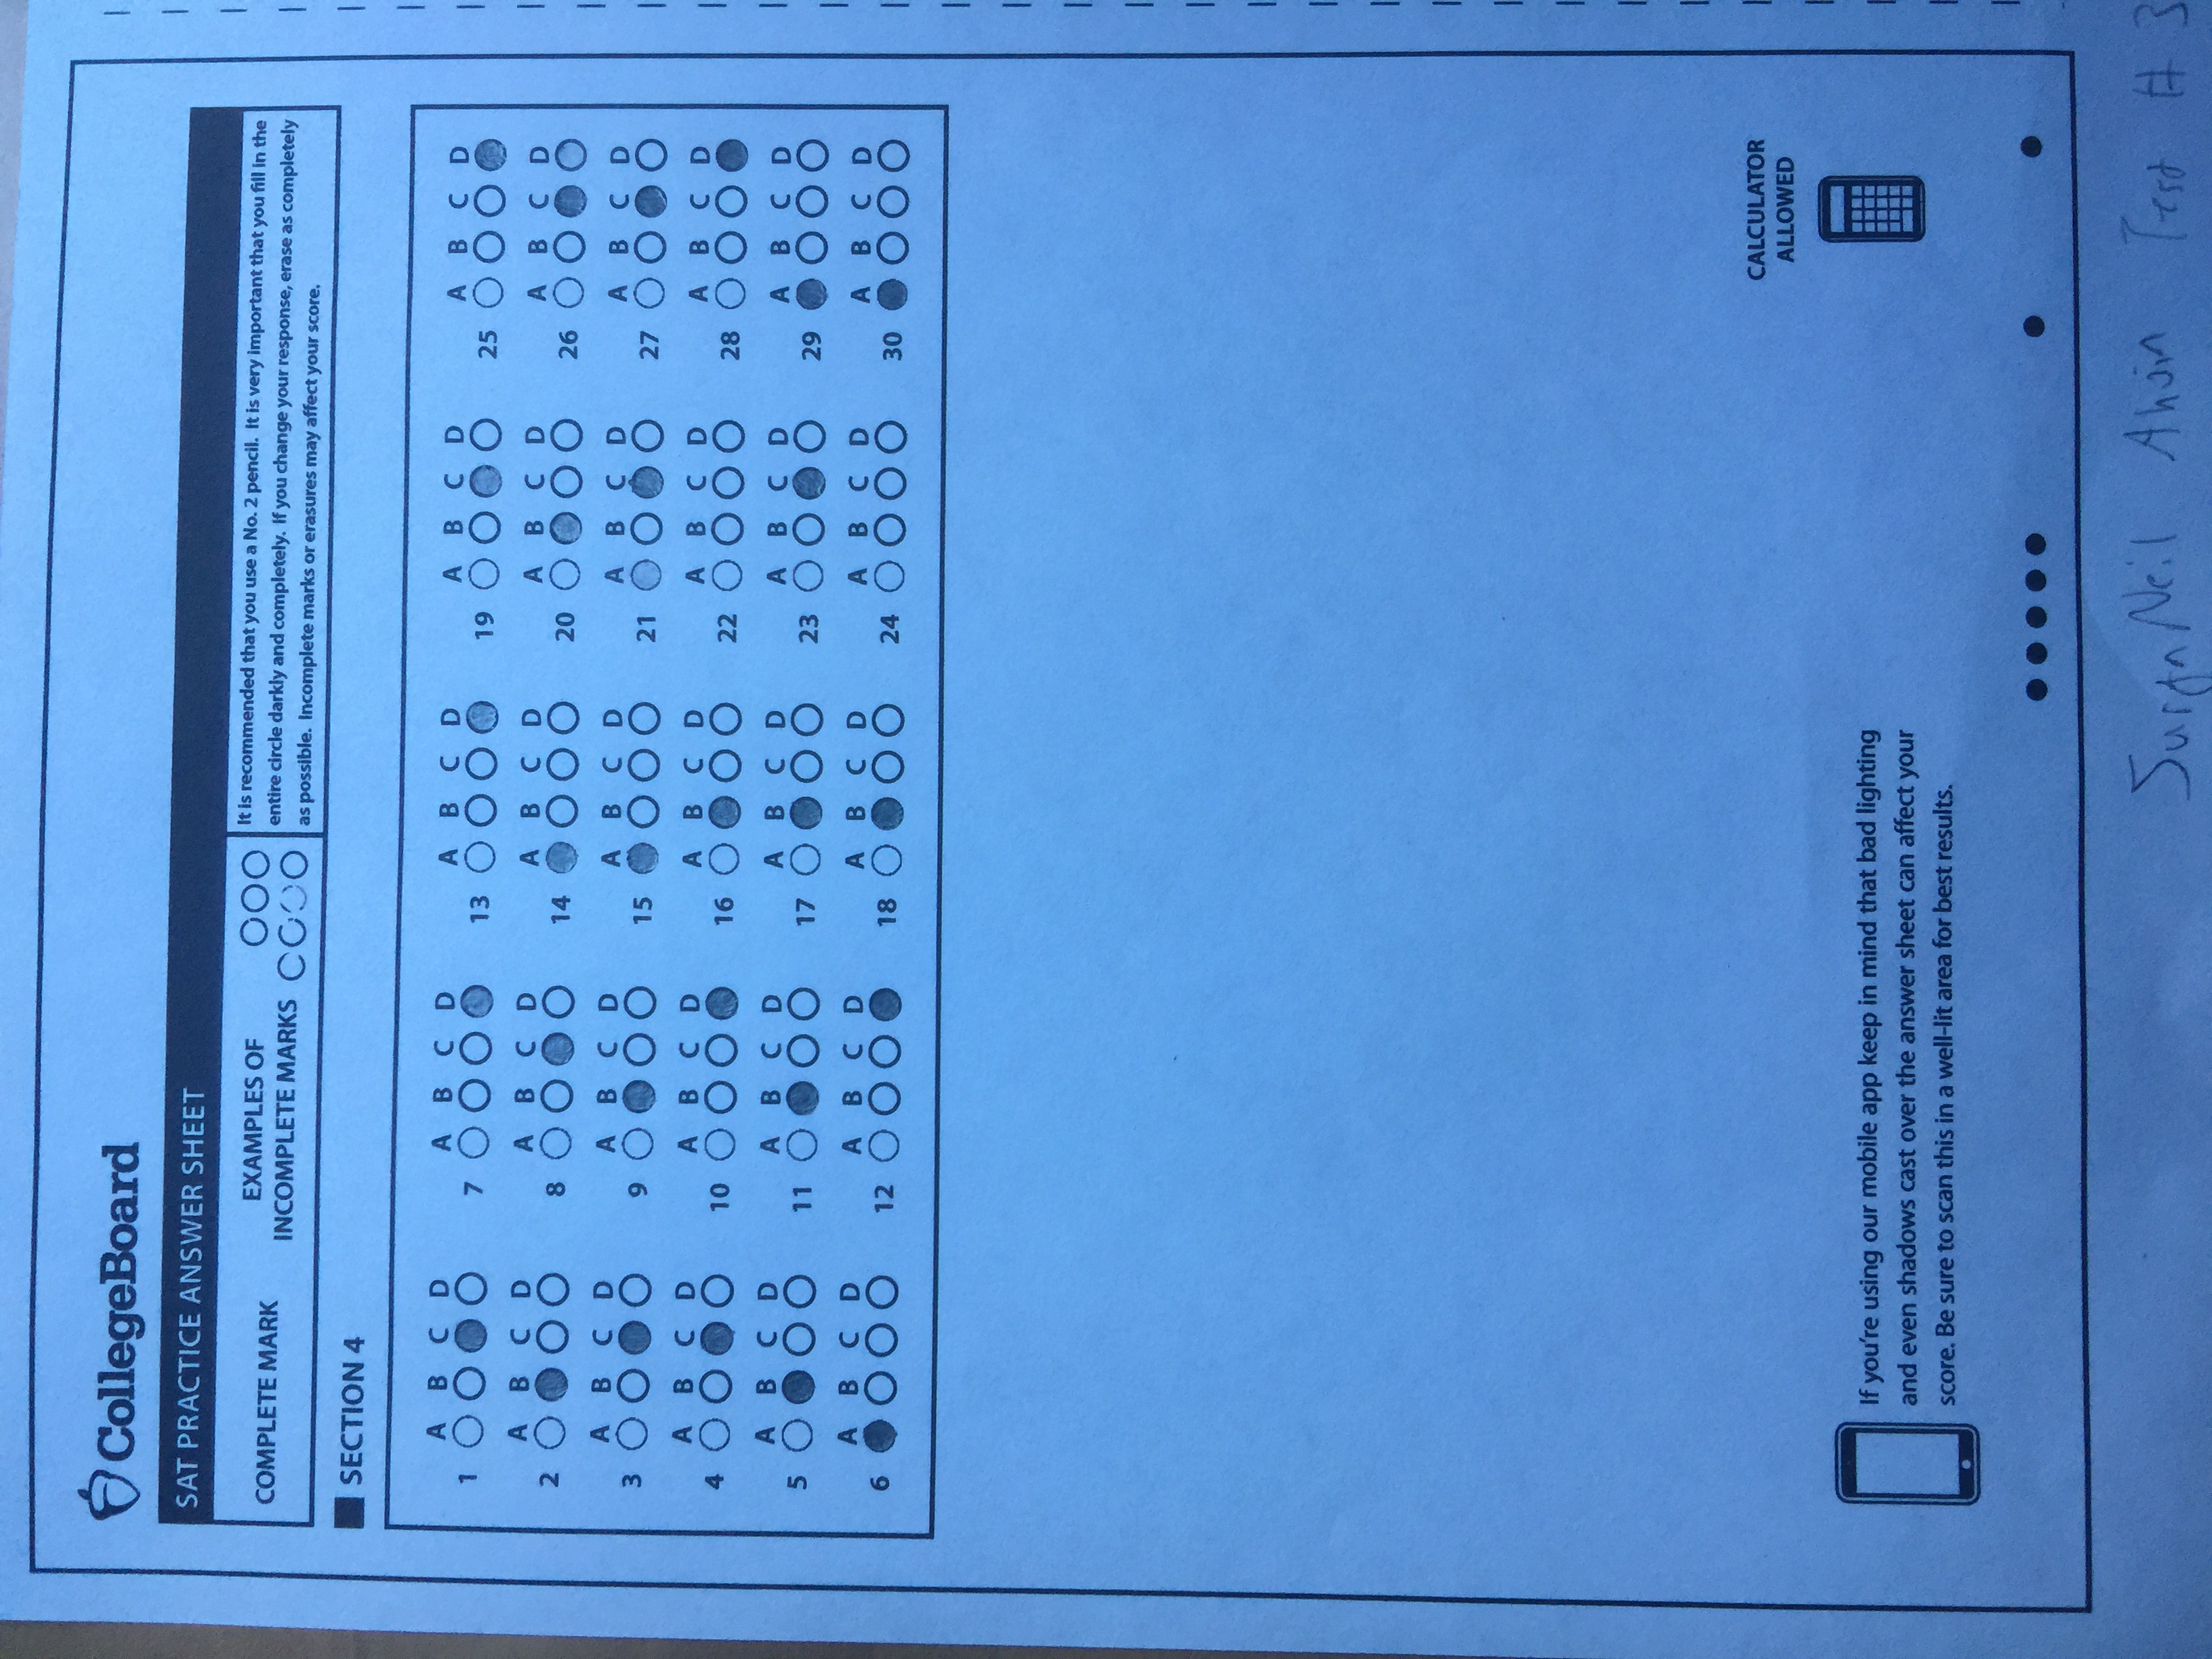 CollegeBoard
SAT PRACTICE ANSWER SHEET
COMPLETE MARK
EXAMPLES OF
INCOMPLETE MARKS
It is recommended that you use a No. 2 pencil. It is very important that you fill in the
entire circle darkly and completely. If you change your response, erase as completely
as possible. Incomplete marks or erasures may affect your score.
SECTION 4
A B C D
1
A B C D
2
A B C D
3
A B C D
4
A B C D
5
A B C D
6
A B C D
7
A B C D
8
A B C D
9
A B C D
10
A B C D
11
A B C D
12
A B C D
13
A B C D
14
A B C D
15
A B C D
16
A B C D
17
A B C D
18
A B C D
19
A B C D
20
A B C D
21
A B C D
22
A B C D
23
A B C D
24
A B C D
25
A B C D
26
A B C D
27
A B C D
28
A B C D
29
A B C D
30
CALCULATOR
ALLOWED
If you're using our mobile app keep in mind that bad lighting
and even shadows cast over the answer sheet can affect your
score. Be sure to scan this in a well-lit area for best results.
Neil Test # 3